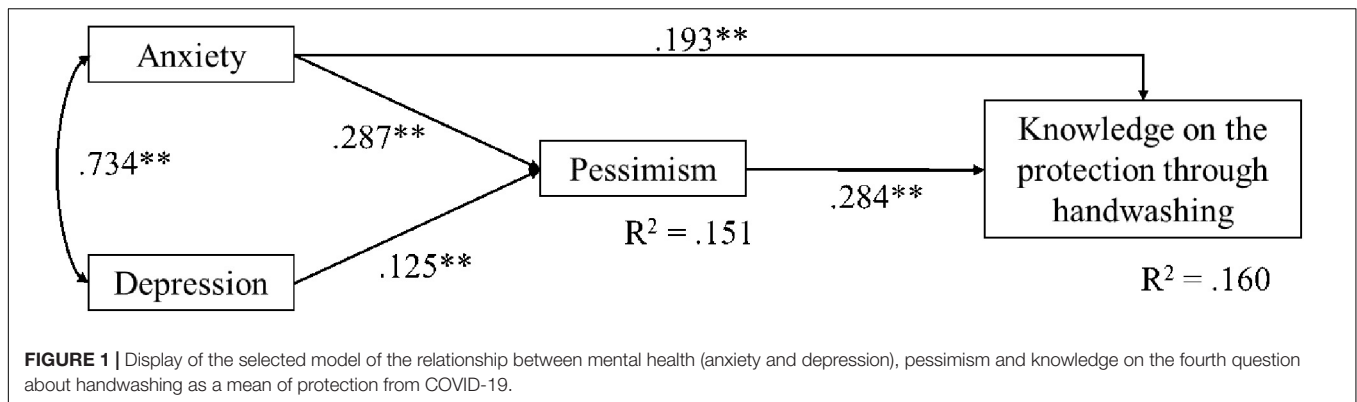 Anxiety
.193**
.287**
.734**
Pessimism
.284**
Knowledge on the
protection through
handwashing
R² = .151
.125**
Depression
R² = .160
FIGURE 1 | Display of the selected model of the relationship between mental health (anxiety and depression), pessimism and knowledge on the fourth question
about handwashing as a mean of protection from COVID-19.